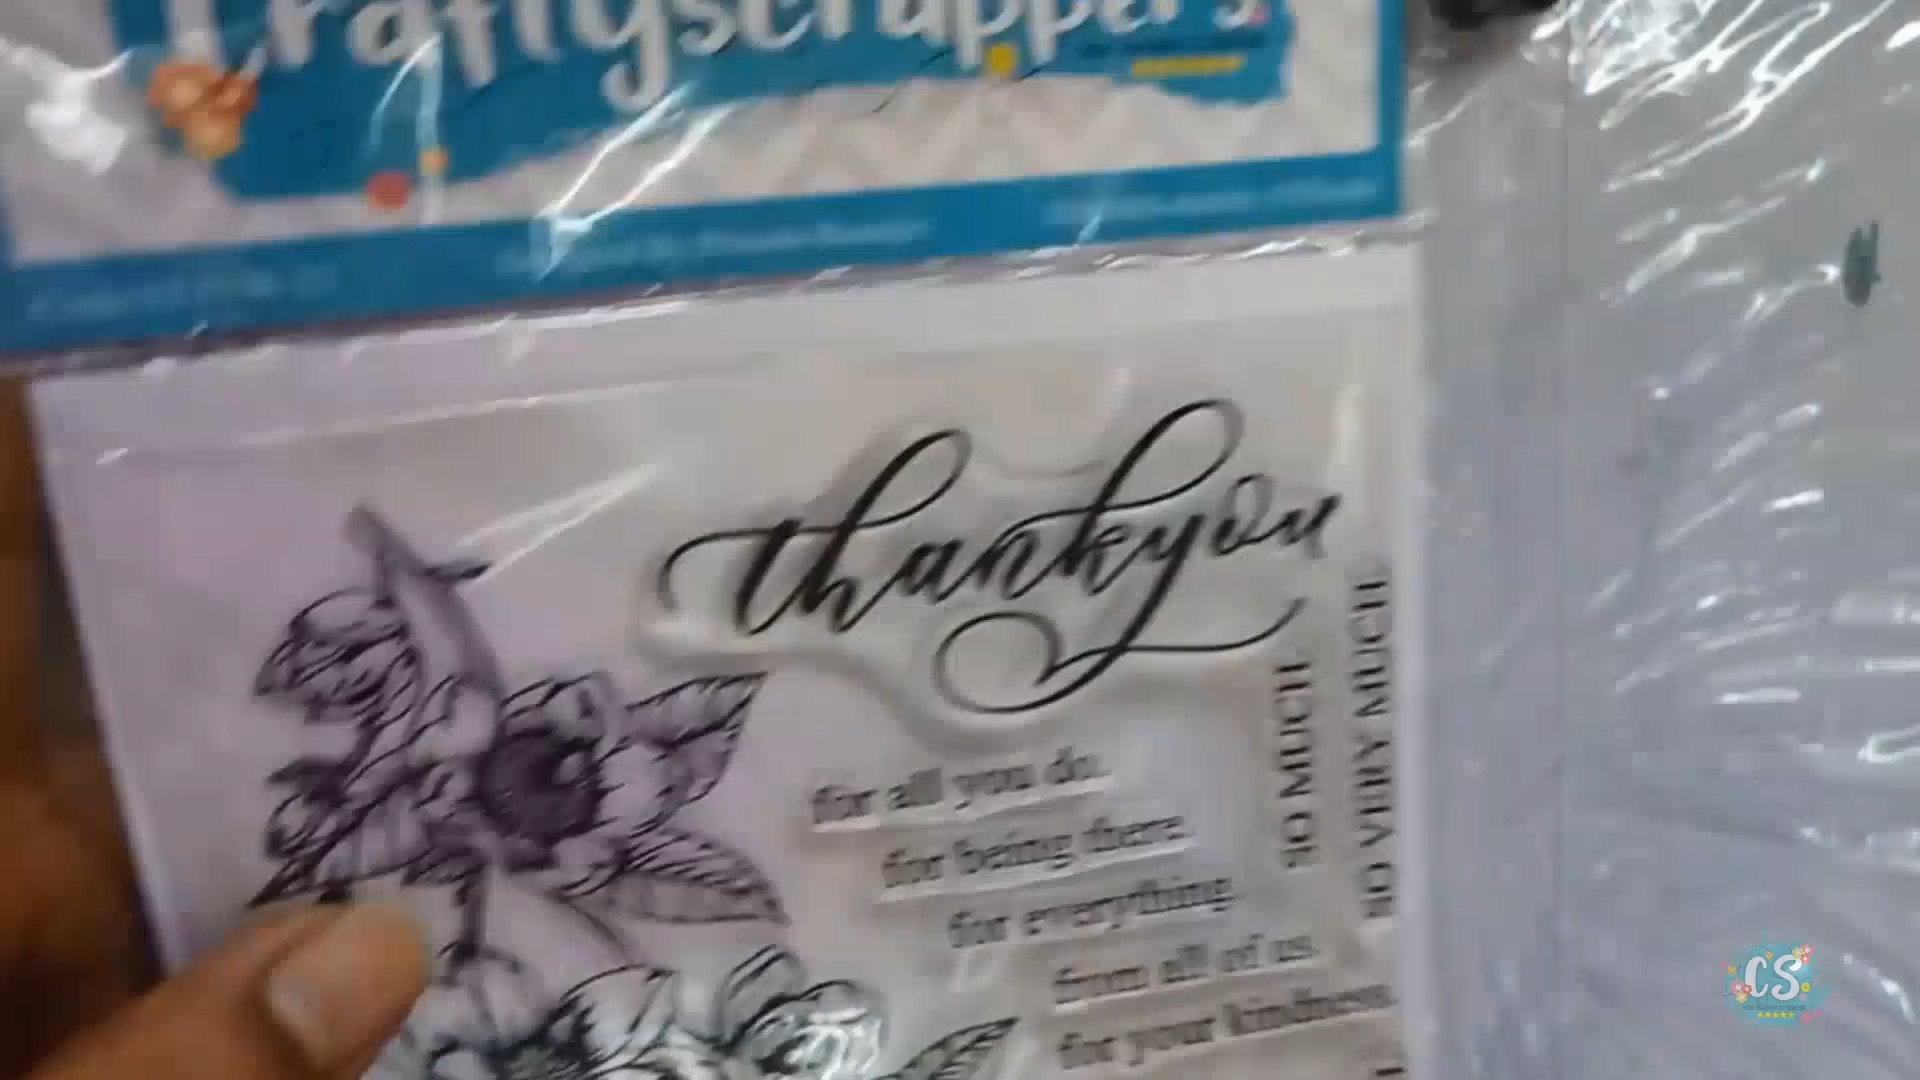 Craftyscrappers
thankyou
SO MUCH
SO VERY MUCH
for all you do.
for being there.
for everything.
from all of us.
for your kindness.
CS